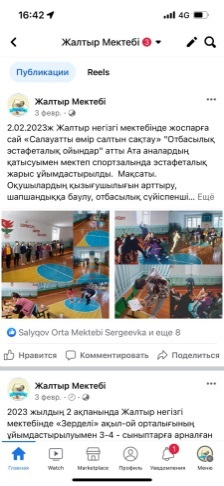 16:42
4G
Жалтыр Мектебі 3
Публикации Reels
Жалтыр Мектебі
3 февр.
2.02.2023ж Жалтыр негізгі мектебінде жоспарға
сай «Салауатты өмір салтын сақтау» "Отбасылық
эстафеталық ойындар" атты Ата аналардың
қатысуимен мектеп спортзалында эстафеталық
жарыс ұйымдастырылды. Мақсаты.
Оқушылардың қызығушылығын арттыру,
шапшаңдыққа баулу, отбасылық сүйіспенші... Ещё
Salyqov Orta Mektebi Sergeevka и еще 8
Нравится Комментировать Поделиться
Жалтыр Мектебі
3 февр.
2023 жылдың 2 ақпанында Жалтыр негізгі
мектебінде «Зерделі» ақыл-ой орталығының
ұйымдастырылуымен 3-4 - сыныптарға арналған
1
Главная Watch Marketplace Профиль Уведомления Меню